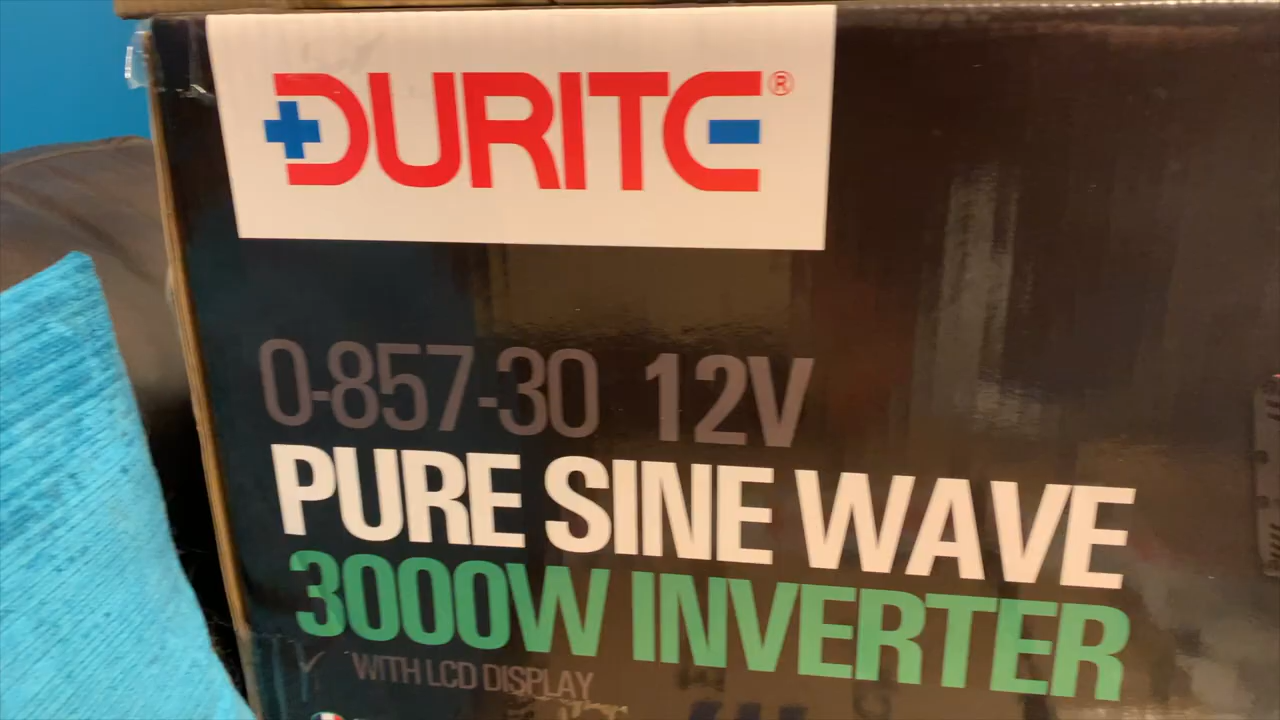 DURITE®
0-857-30 12V
PURE SINE WAVE
3000W INVERTER
WITH LCD DISPLAY